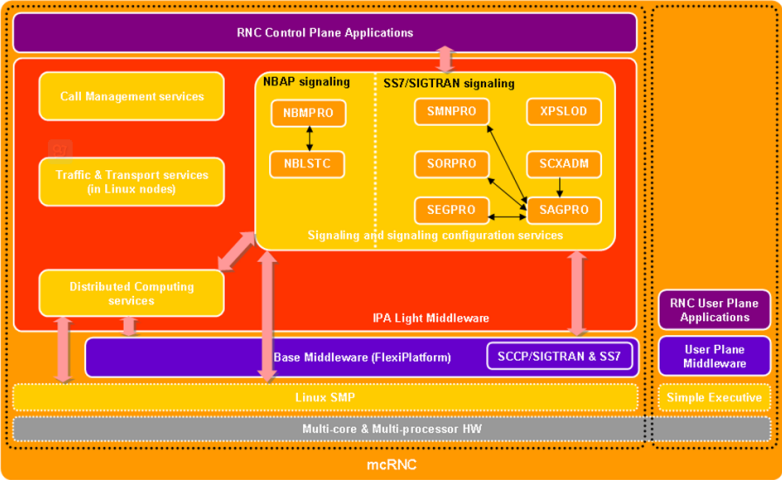 RNC Control Plane Applications
NBAP signaling
SS7/SIGTRAN signaling
Call Management services
NBMPRO
SMNPRO
XPSLOD
NBLSTC
SORPRO
SCXADM
Traffic & Transport services
(in Linux nodes)
SEGPRO
SAGPRO
Signaling and signaling configuration services
Distributed Computing
services
IPA Light Middleware
RNC User Plane
Applications
Base Middleware (FlexiPlatform)
SCCP/SIGTRAN & SS7
User Plane
Middleware
Linux SMP
Simple Executive
Multi-core & Multi-processor HW
mcRNC